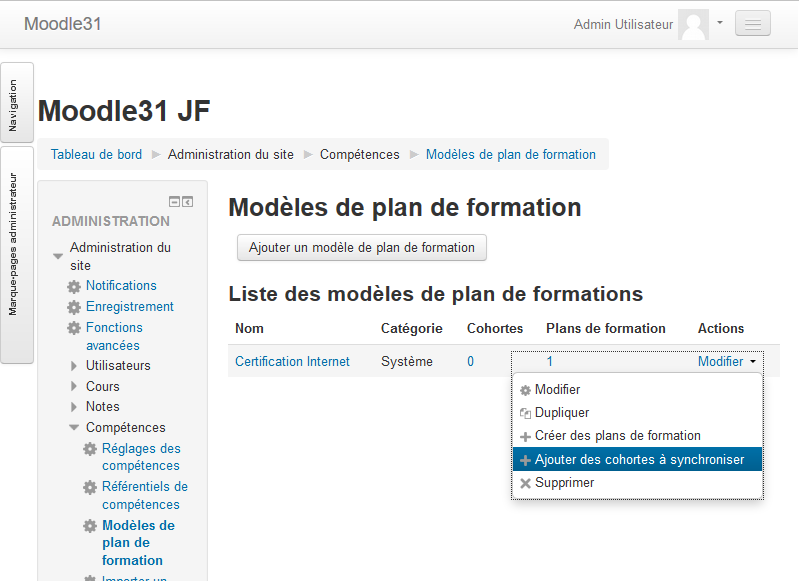 Moodle31
Admin Utilisateur
Navigation
Marque-pages administrateur
Moodle31 JF
Tableau de bord
Administration du site
Compétences
Modèles de plan de formation
ADMINISTRATION
Administration du
site
Notifications
Enregistrement
Fonctions
avancées
Utilisateurs
Cours
Notes
Compétences
Réglages des
compétences
Référentiels de
compétences
Modèles de
plan de
formation
Importer un
Modèles de plan de formation
Ajouter un modèle de plan de formation
Liste des modèles de plan de formations
Nom Catégorie Cohortes Plans de formation Actions
Certification Internet Système 0 1 Modifier
Modifier
Dupliquer
Créer des plans de formation
Ajouter des cohortes à synchroniser
Supprimer